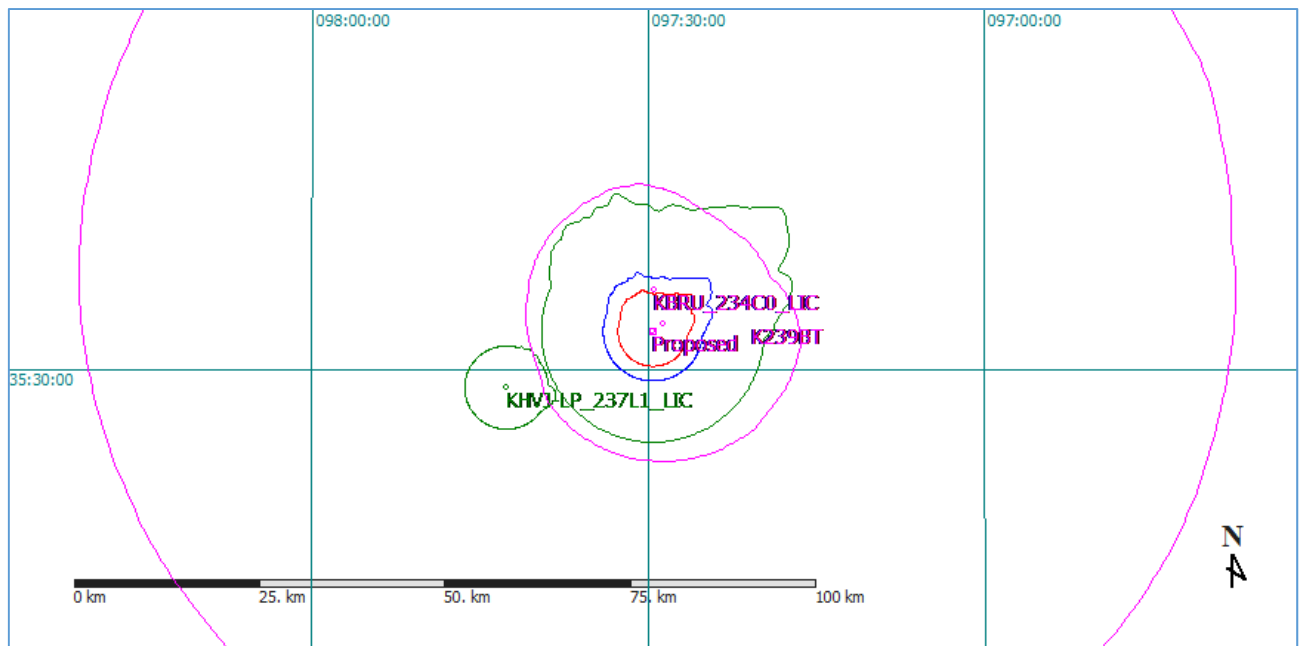 098:00:00
097:30:00
097:00:00
KBRU_234C0_LIC
Proposed
K239BT
35:30:00
KHVJ-LP_237L1_LIC
N
0 km
25. km
50. km
75. km
100 km